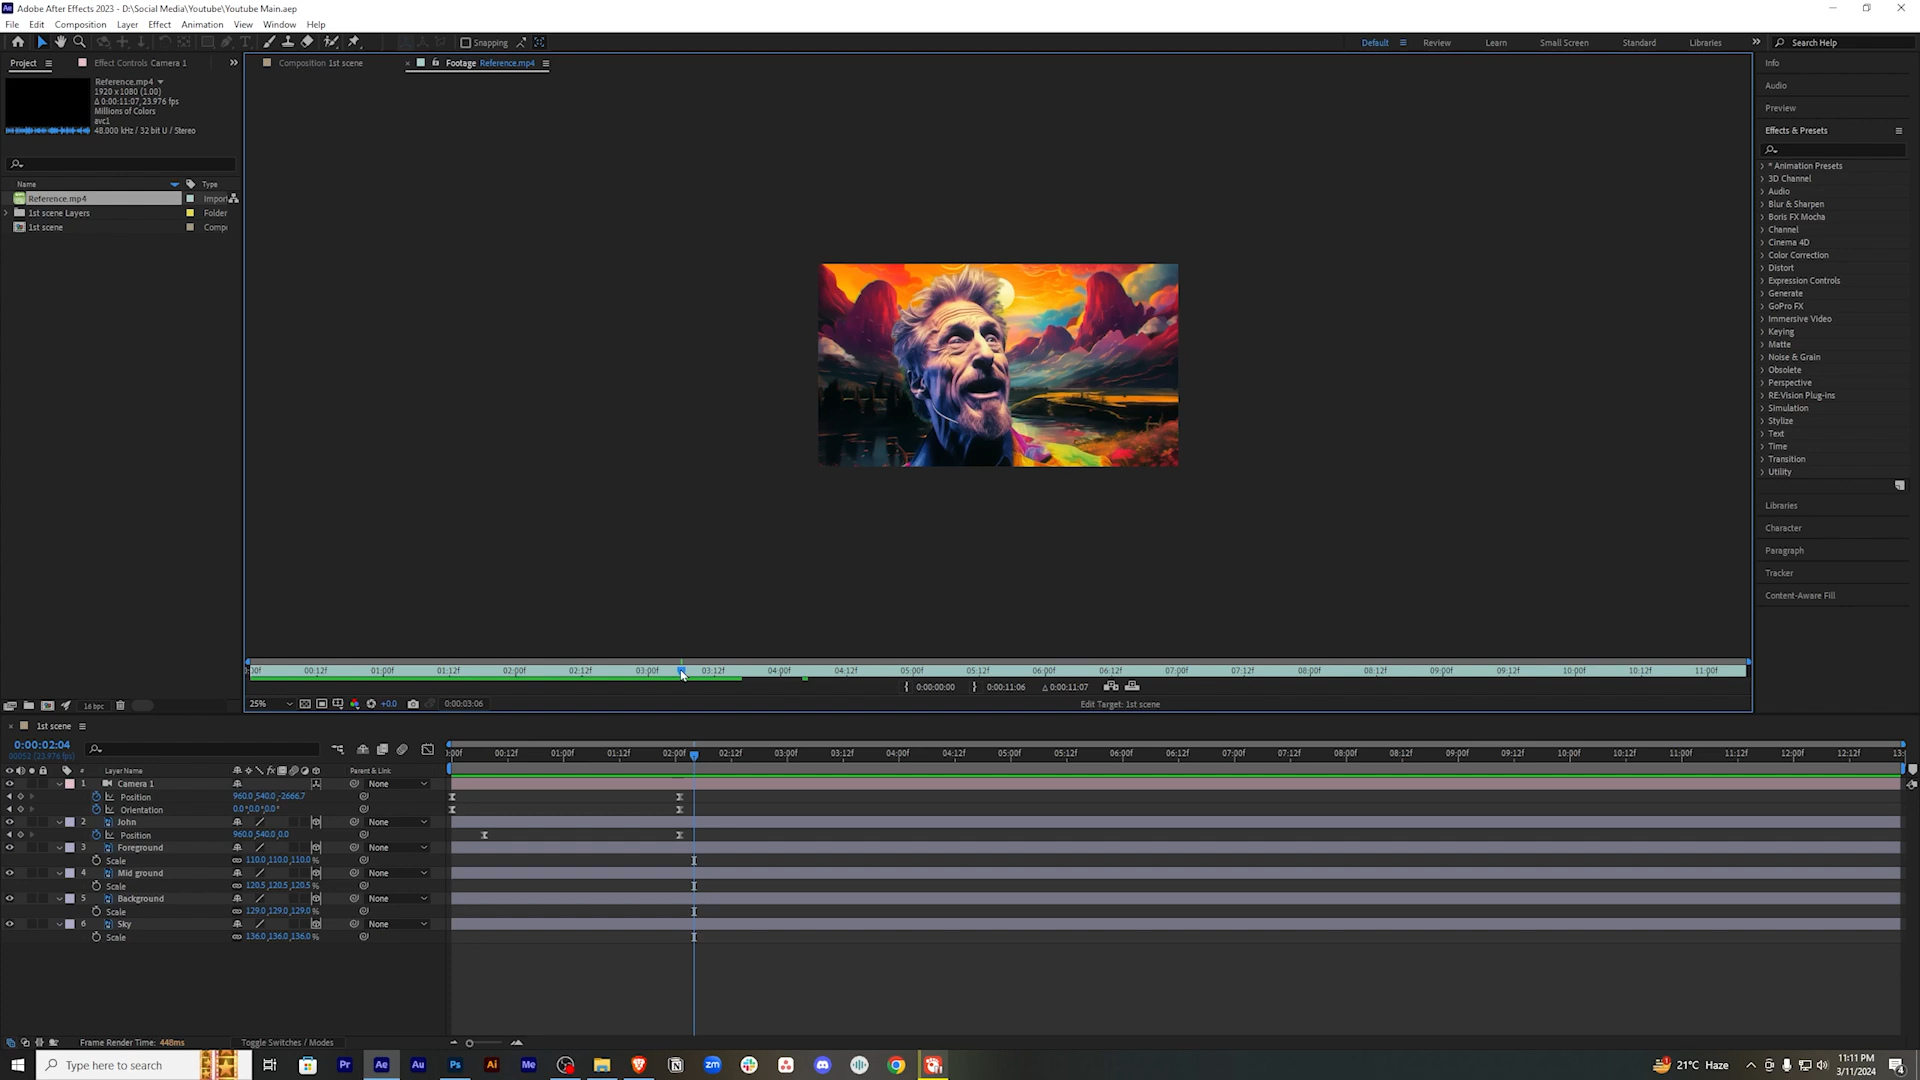 Adobe After Effects 2023 - D:\Social Media\Youtube\Youtube Main.aep
File Edit Composition Layer Effect Animation View Window Help
Snapping
Default Review Learn Small Screen Standard Libraries Search Help
Project Effect Controls Camera 1
Composition 1st scene
Footage Reference.mp4
Reference.mp4
1920 x 1080 (1.00)
Δ 0:00:11:07, 23.976 fps
Millions of Colors
avc1
48.000 kHz / 32 bit U / Stereo
Name Type
Reference.mp4 Impor
1st scene Layers Folder
1st scene Comp
Info
Audio
Preview
Effects & Presets
* Animation Presets
3D Channel
Audio
Blur & Sharpen
Boris FX Mocha
Channel
Cinema 4D
Color Correction
Distort
Expression Controls
Generate
GoPro FX
Immersive Video
Keying
Matte
Noise & Grain
Obsolete
Perspective
RE:Vision Plug-ins
Simulation
Stylize
Text
Time
Transition
Utility
Libraries
Character
Paragraph
Tracker
Content-Aware Fill
:00f 00:12f 01:00f 01:12f 02:00f 02:12f 03:00f 03:12f 04:00f 04:12f 05:00f 05:12f 06:00f 06:12f 07:00f 07:12f 08:00f 08:12f 09:00f 09:12f 10:00f 10:12f 11:00f
0:00:00:00 0:00:11:06 Δ 0:00:11:07
25% +0.0 0:00:03:06 Edit Target: 1st scene
16 bpc
1st scene
0:00:02:04
00052 (23.976 fps)
:00f 00:12f 01:00f 01:12f 02:00f 02:12f 03:00f 03:12f 04:00f 04:12f 05:00f 05:12f 06:00f 06:12f 07:00f 07:12f 08:00f 08:12f 09:00f 09:12f 10:00f 10:12f 11:00f 11:12f 12:00f 12:12f 13:
# Layer Name Parent & Link
1 Camera 1 None
Position 960.0,540.0,-2666.7
Orientation 0.0°,0.0°,0.0°
2 John None
Position 960.0,540.0,0.0
3 Foreground None
Scale 110.0,110.0,110.0%
4 Mid ground None
Scale 120.5,120.5,120.5%
5 Background None
Scale 129.0,129.0,129.0%
6 Sky None
Scale 136.0,136.0,136.0%
Frame Render Time: 448ms Toggle Switches / Modes
Type here to search
Pr Ae Au Ps Ai Me zm
21°C Haze
11:11 PM
3/11/2024
4